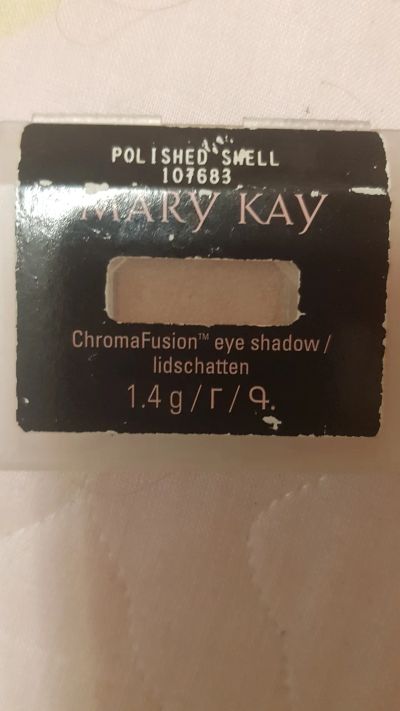 POLISHED SHELL
107683
MARY KAY
ChromaFusion™ eye shadow/
lidschatten
1.4 g/Г/Գ.